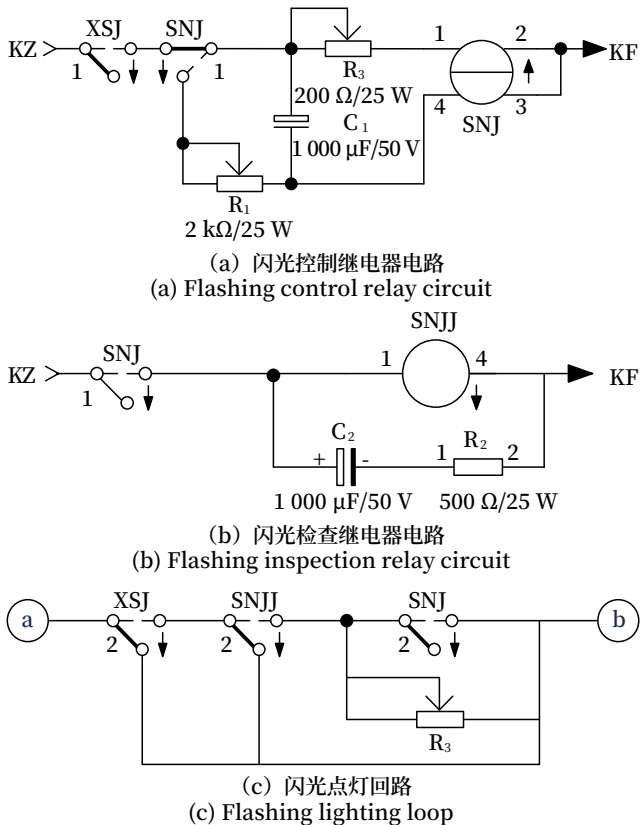 XSJ SNJ
KZ 1 1 1 2 KF
R₃
200 Ω/25 W 4 3
C₁ SNJ
1 000 μF/50 V
R₁
2 kΩ/25 W
(a) 闪光控制继电器电路
(a) Flashing control relay circuit
SNJJ
SNJ
KZ 1 1 4 KF
C₂ R₂
+ - 1 2
1 000 μF/50 V 500 Ω/25 W
(b) 闪光检查继电器电路
(b) Flashing inspection relay circuit
XSJ SNJJ SNJ
a b
2 2 2
R₃
(c) 闪光点灯回路
(c) Flashing lighting loop